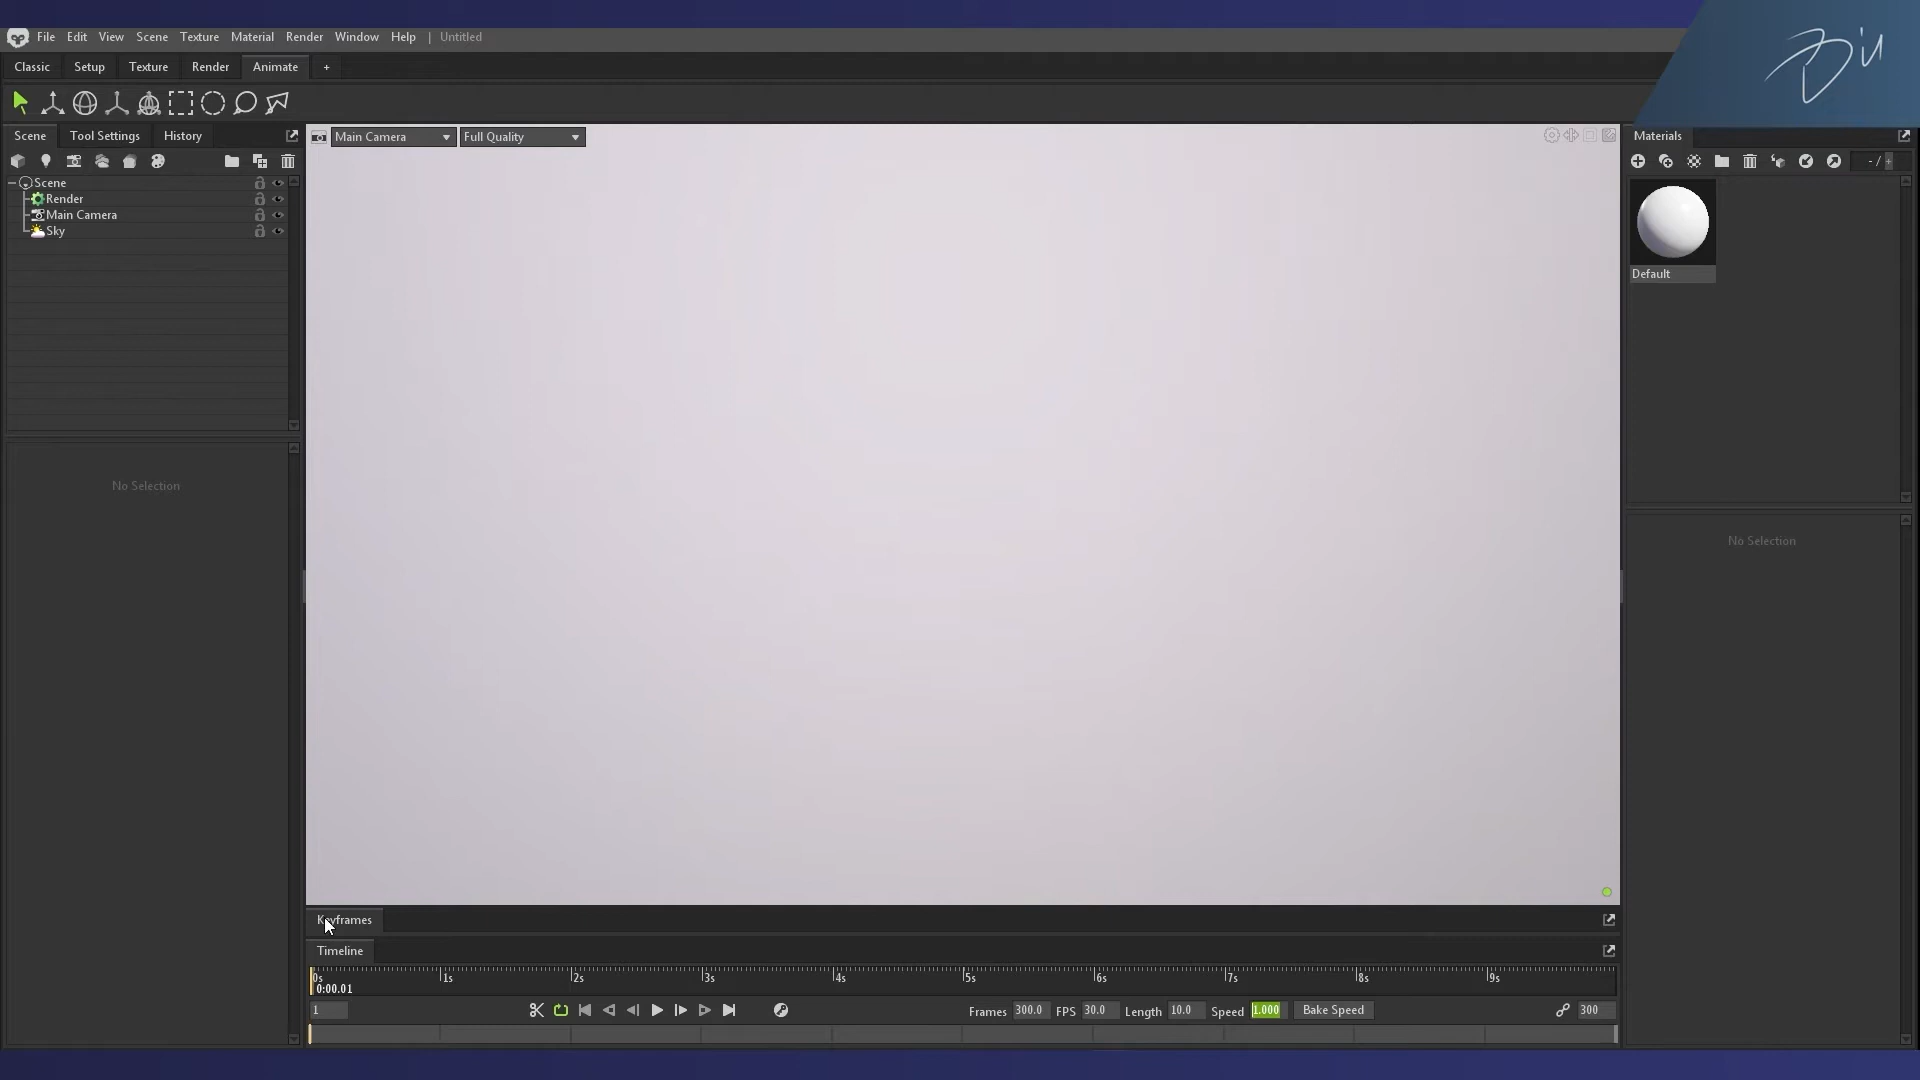 File Edit View Scene Texture Material Render Window Help | Untitled
Classic Setup Texture Render Animate +
Scene Tool Settings History
Main Camera Full Quality
Materials
- / +
Scene
Render
Main Camera
Sky
Default
No Selection
No Selection
Keyframes
Timeline
0s 1s 2s 3s 4s 5s 6s 7s 8s 9s
0:00.01
1 Frames 300.0 FPS 30.0 Length 10.0 Speed 1.000 Bake Speed 300